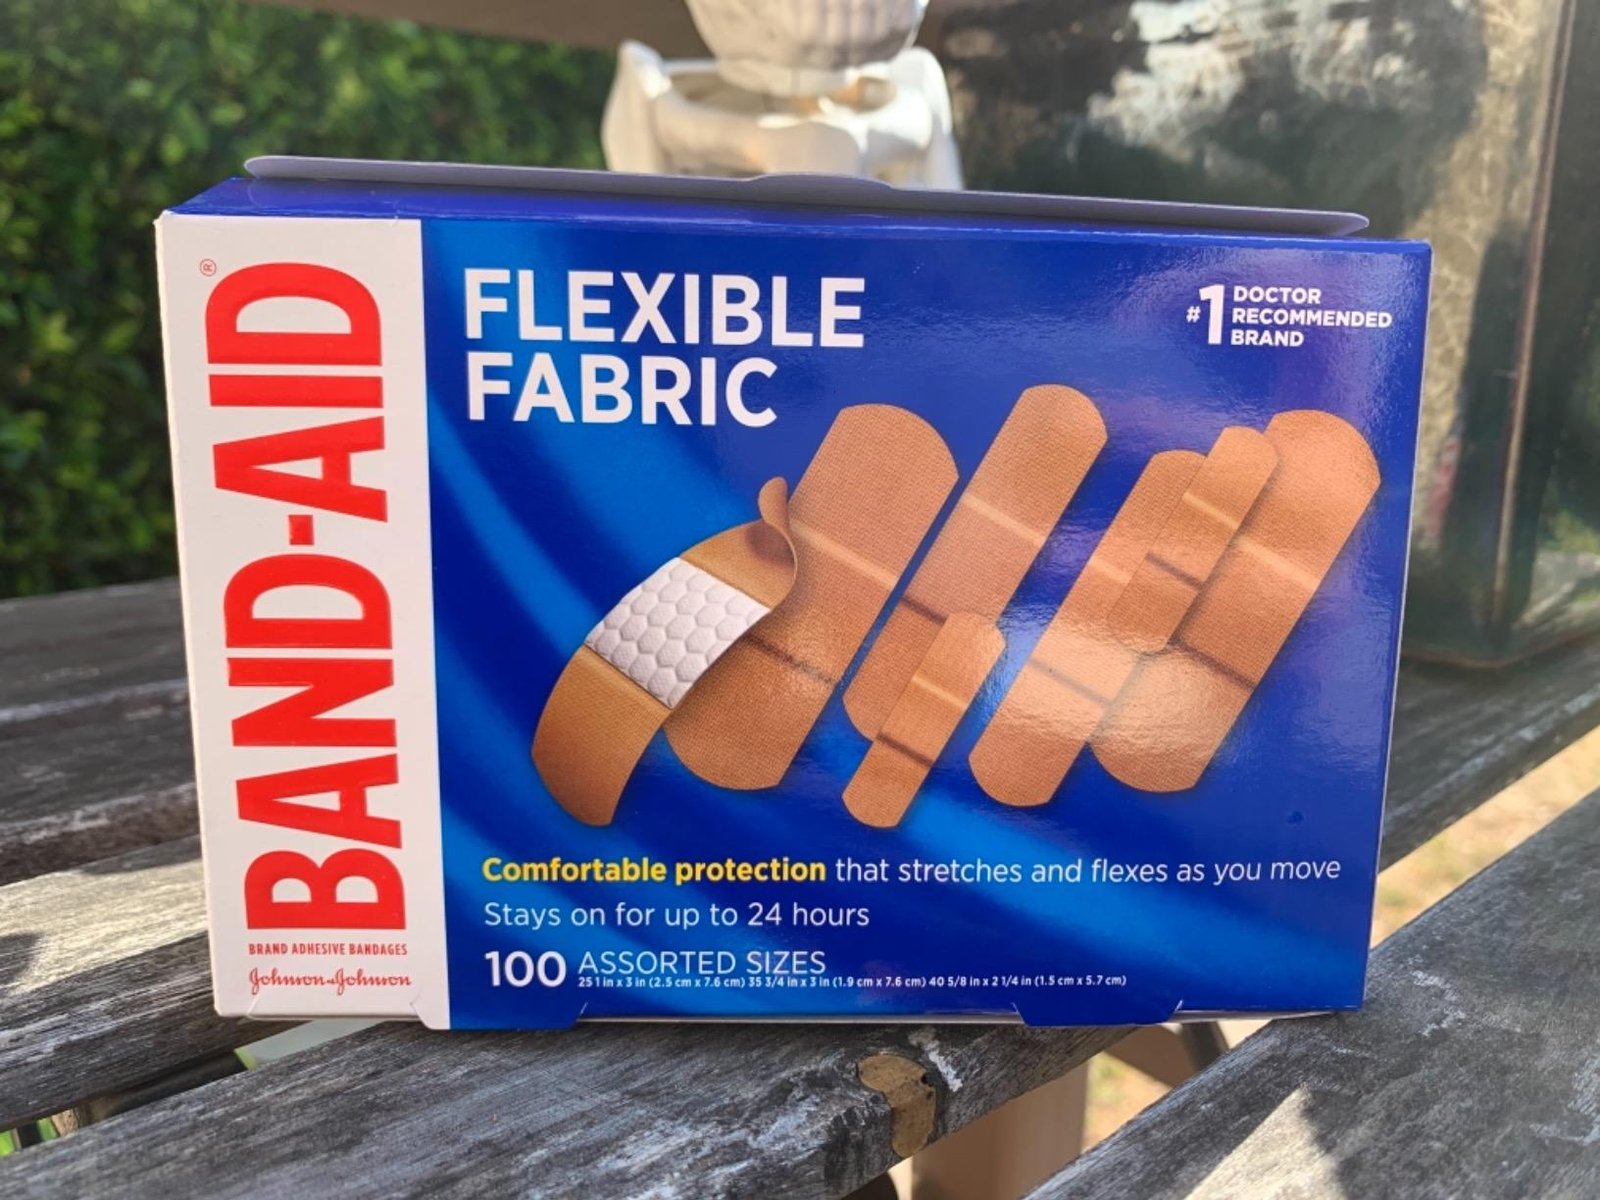 BAND-AID®
BRAND ADHESIVE BANDAGES
Johnson & Johnson
FLEXIBLE
FABRIC
#1 DOCTOR
RECOMMENDED
BRAND
Comfortable protection that stretches and flexes as you move
Stays on for up to 24 hours
100 ASSORTED SIZES
25 1 in x 3 in (2.5 cm x 7.6 cm) 35 3/4 in x 3 in (1.9 cm x 7.6 cm) 40 5/8 in x 2 1/4 in (1.5 cm x 5.7 cm)